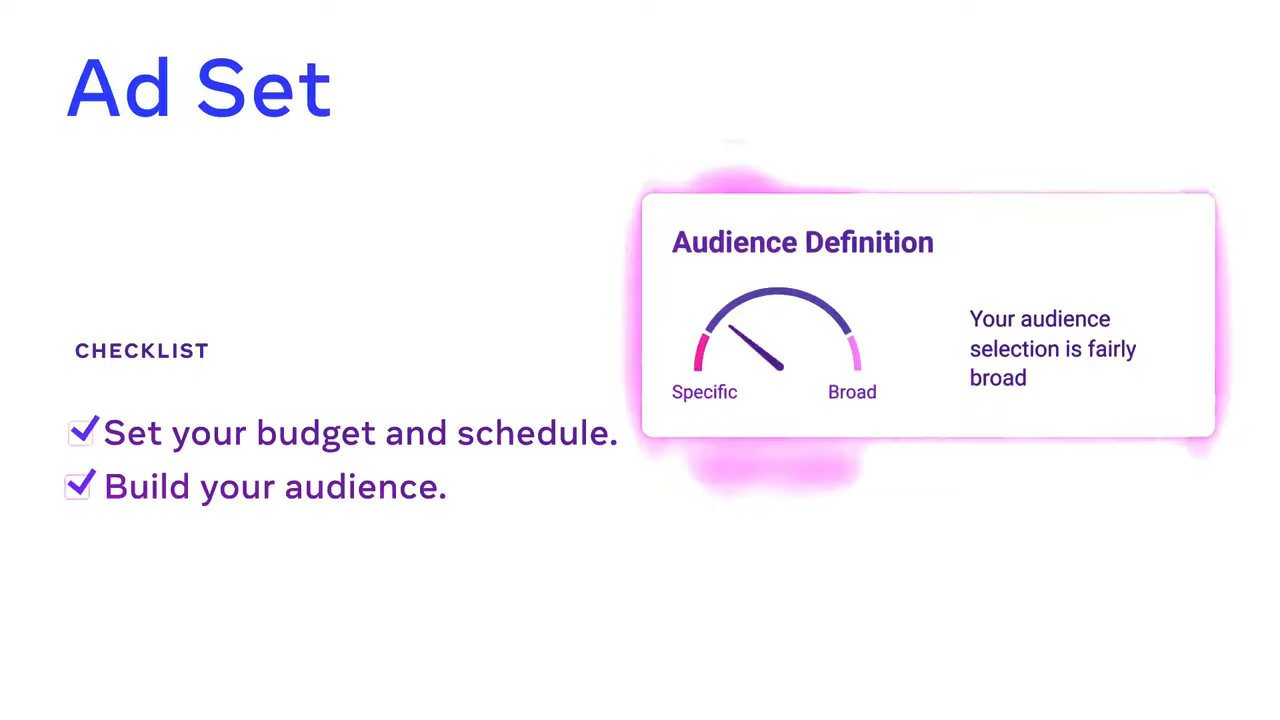 Ad Set
CHECKLIST
Set your budget and schedule.
Build your audience.
Audience Definition
Specific
Broad
Your audience
selection is fairly
broad